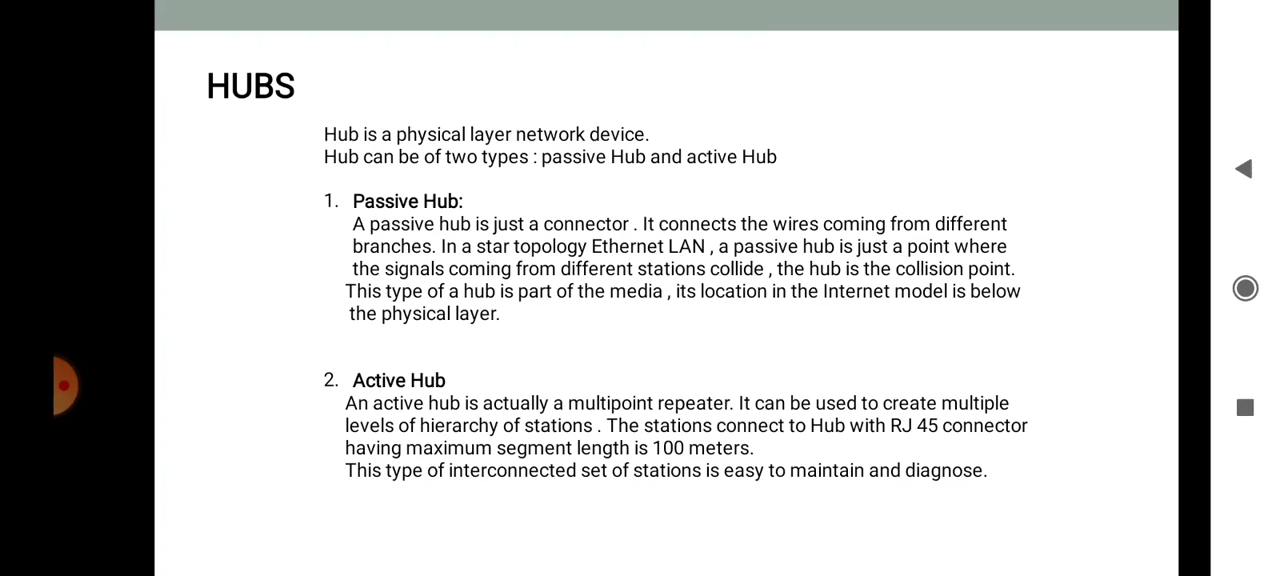 HUBS
Hub is a physical layer network device.
Hub can be of two types : passive Hub and active Hub
1. Passive Hub:
A passive hub is just a connector . It connects the wires coming from different
branches. In a star topology Ethernet LAN , a passive hub is just a point where
the signals coming from different stations collide , the hub is the collision point.
This type of a hub is part of the media , its location in the Internet model is below
the physical layer.
2. Active Hub
An active hub is actually a multipoint repeater. It can be used to create multiple
levels of hierarchy of stations . The stations connect to Hub with RJ 45 connector
having maximum segment length is 100 meters.
This type of interconnected set of stations is easy to maintain and diagnose.